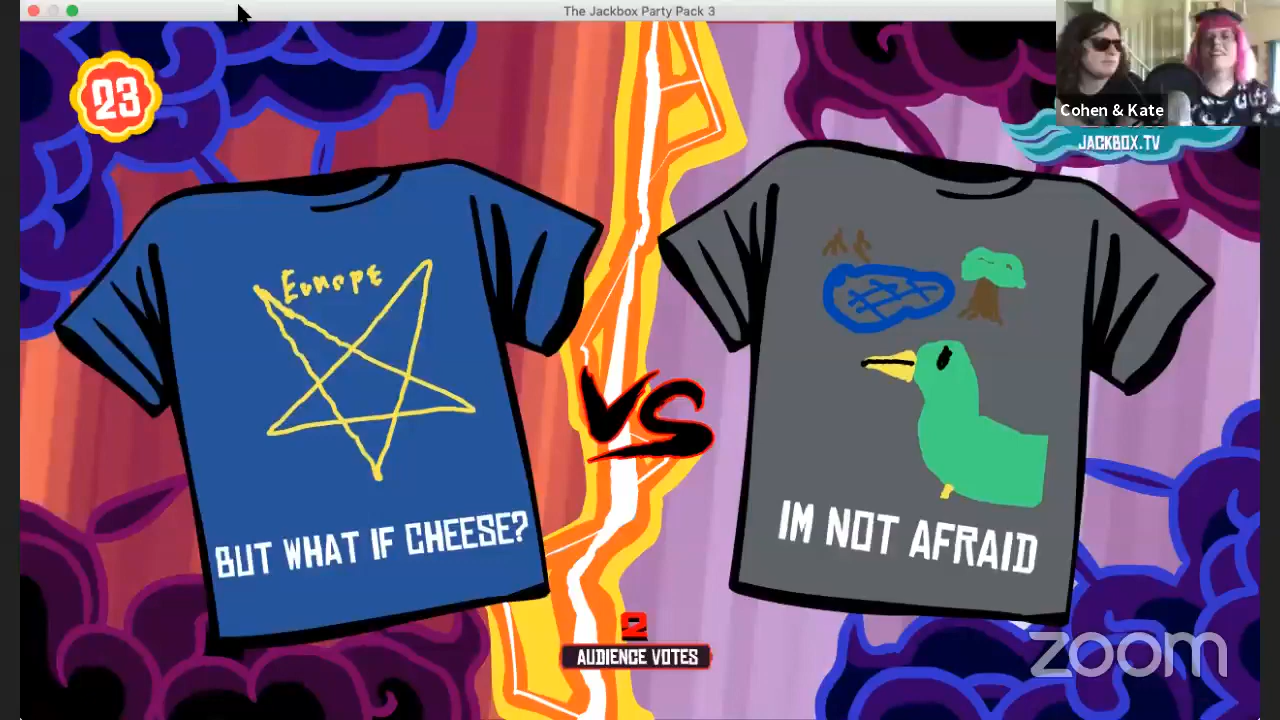 The Jackbox Party Pack 3
23
Cohen & Kate
JACKBOX.TV
Europe
VS
BUT WHAT IF CHEESE?
IM NOT AFRAID
2
AUDIENCE VOTES
zoom